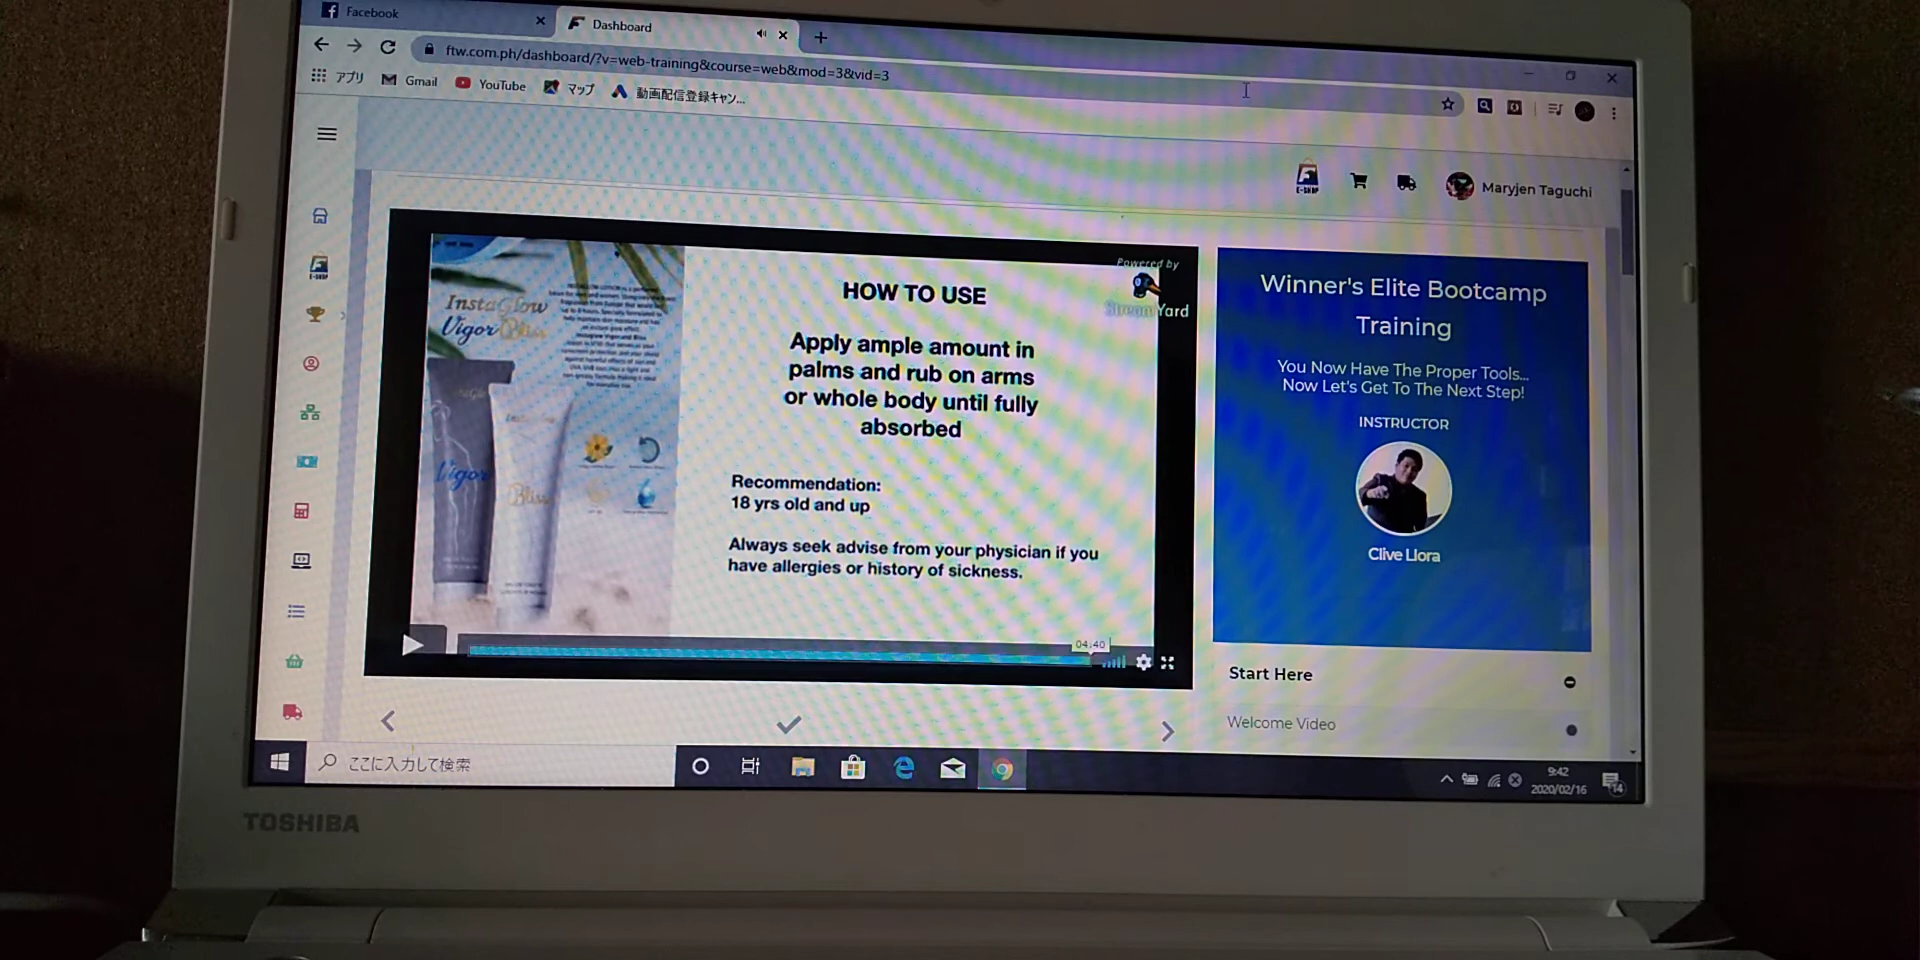 Facebook
Dashboard
ftw.com.ph/dashboard/?v=web-training&course=web&mod=3&vid=3
アプリ
Gmail
YouTube
マップ
動画配信登録キャン...
E-SHOP
Maryjen Taguchi
E-SHOP
InstaGlow
Vigor Bliss
Vigor
Bliss
HOW TO USE
Powered by
StreamYard
Apply ample amount in
palms and rub on arms
or whole body until fully
absorbed
Recommendation:
18 yrs old and up
Always seek advise from your physician if you
have allergies or history of sickness.
04:40
Winner's Elite Bootcamp
Training
You Now Have The Proper Tools...
Now Let's Get To The Next Step!
INSTRUCTOR
Clive Llora
Start Here
Welcome Video
ここに入力して検索
9:42
2020/02/16
14
TOSHIBA